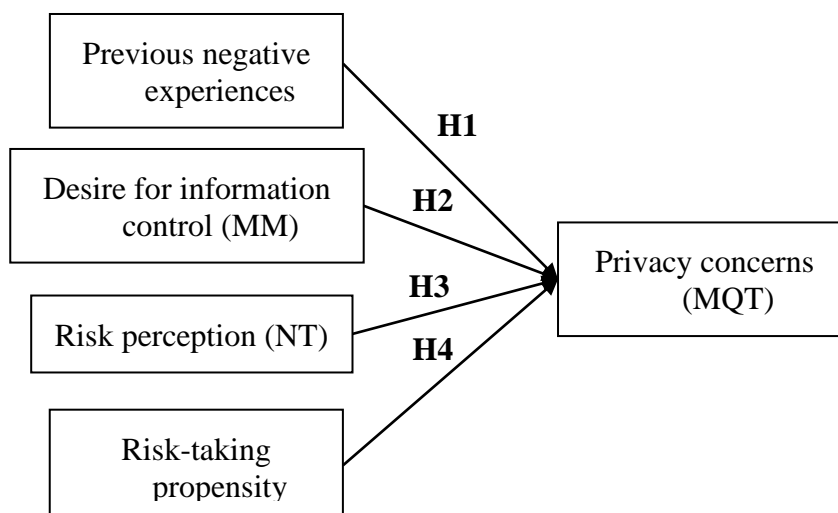 Previous negative
experiences
H1
Desire for information
control (MM)
H2
Privacy concerns
(MQT)
H3
Risk perception (NT)
H4
Risk-taking
propensity